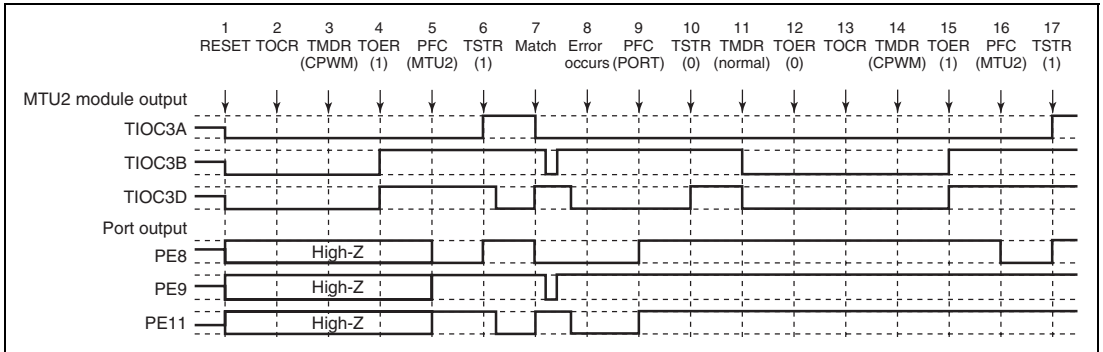 1 2 3 4 5 6 7 8 9 10 11 12 13 14 15 16 17
RESET TOCR TMDR TOER PFC TSTR Match Error PFC TSTR TMDR TOER TOCR TMDR TOER PFC TSTR
(CPWM) (1) (MTU2) (1) occurs (PORT) (0) (normal) (0) (CPWM) (1) (MTU2) (1)
MTU2 module output
TIOC3A
TIOC3B
TIOC3D
Port output
PE8 High-Z
PE9 High-Z
PE11 High-Z